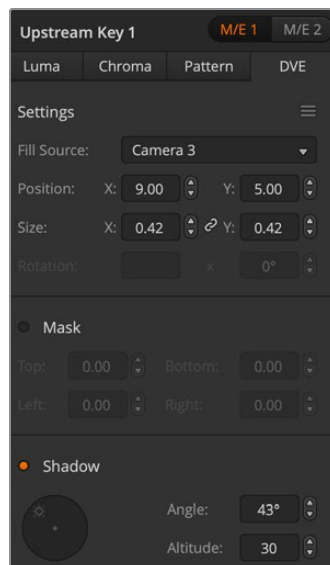 Upstream Key 1 M/E 1 M/E 2
Luma Chroma Pattern DVE
Settings
Fill Source: Camera 3
Position: X: 9.00 Y: 5.00
Size: X: 0.42 Y: 0.42
Rotation: x 0°
Mask
Top: 0.00 Bottom: 0.00
Left: 0.00 Right: 0.00
Shadow
Angle: 43°
Altitude: 30